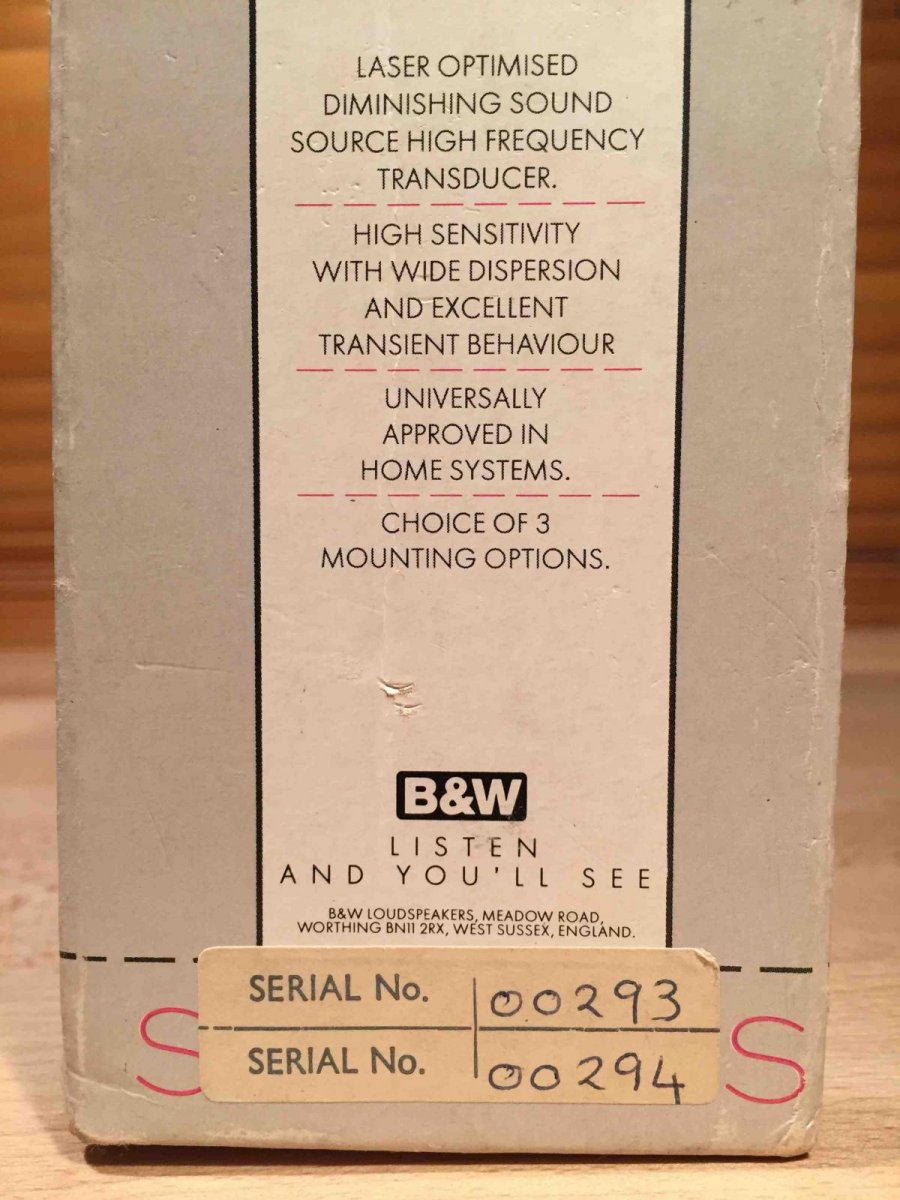 LASER OPTIMISED
DIMINISHING SOUND
SOURCE HIGH FREQUENCY
TRANSDUCER.
HIGH SENSITIVITY
WITH WIDE DISPERSION
AND EXCELLENT
TRANSIENT BEHAVIOUR
UNIVERSALLY
APPROVED IN
HOME SYSTEMS.
CHOICE OF 3
MOUNTING OPTIONS.
B&W
LISTEN
AND YOU'LL SEE
B&W LOUDSPEAKERS, MEADOW ROAD,
WORTHING BN11 2RX, WEST SUSSEX, ENGLAND.
SERIAL No. 00293
SERIAL No. 00294
S S